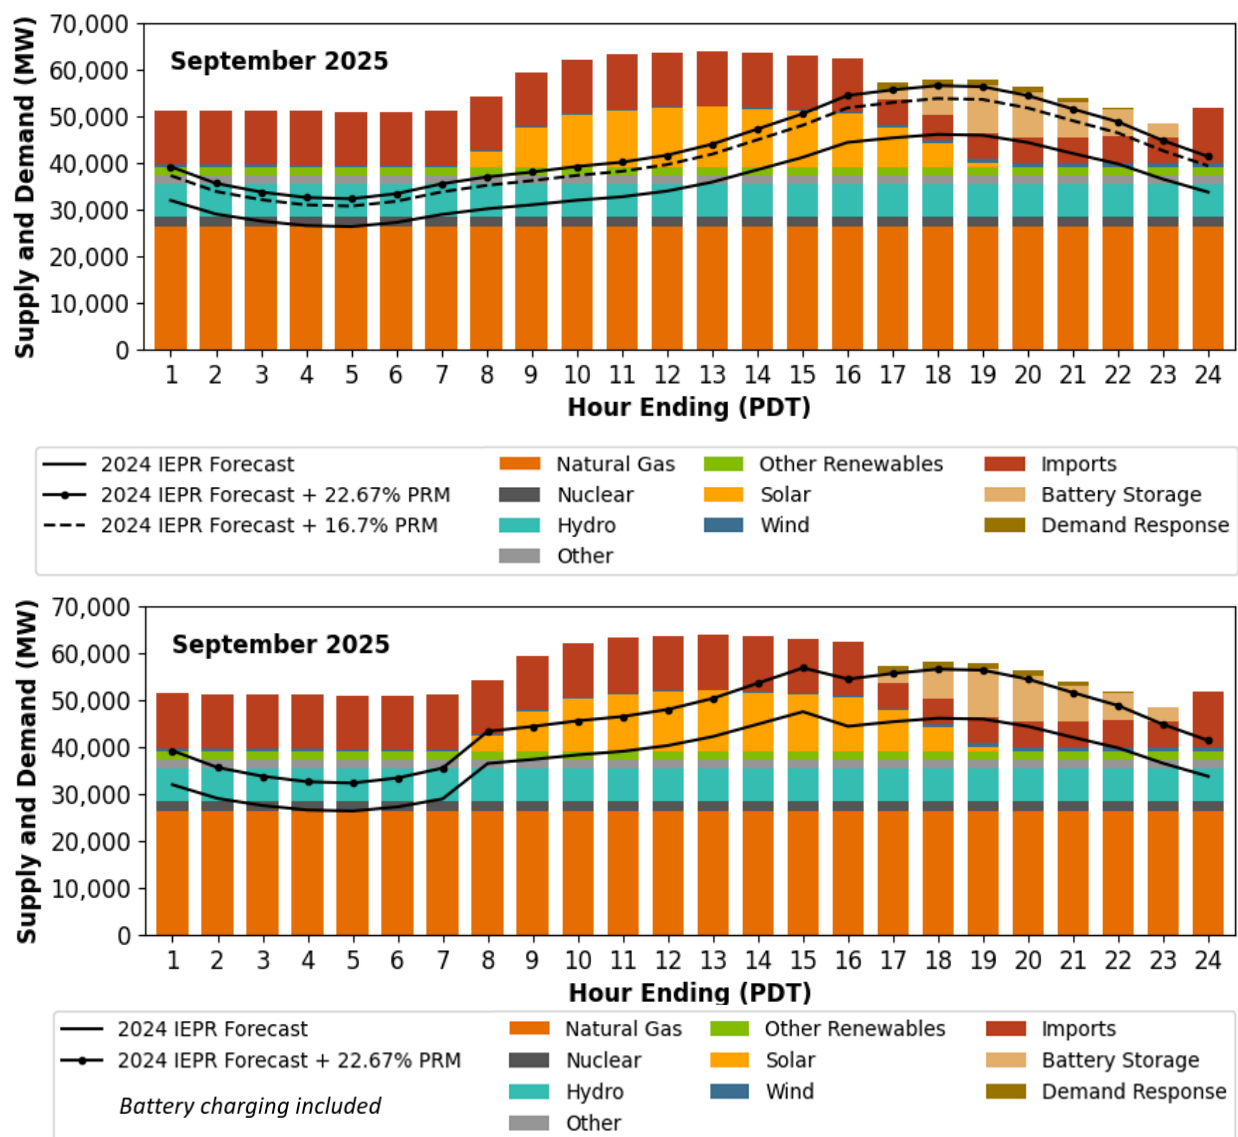 70,000
60,000
50,000
40,000
30,000
20,000
10,000
0
Supply and Demand (MW)
September 2025
1 2 3 4 5 6 7 8 9 10 11 12 13 14 15 16 17 18 19 20 21 22 23 24
Hour Ending (PDT)
2024 IEPR Forecast
2024 IEPR Forecast + 22.67% PRM
2024 IEPR Forecast + 16.7% PRM
Natural Gas
Nuclear
Hydro
Other
Other Renewables
Solar
Wind
Imports
Battery Storage
Demand Response
70,000
60,000
50,000
40,000
30,000
20,000
10,000
0
Supply and Demand (MW)
September 2025
1 2 3 4 5 6 7 8 9 10 11 12 13 14 15 16 17 18 19 20 21 22 23 24
Hour Ending (PDT)
2024 IEPR Forecast
2024 IEPR Forecast + 22.67% PRM
Battery charging included
Natural Gas
Nuclear
Hydro
Other
Other Renewables
Solar
Wind
Imports
Battery Storage
Demand Response